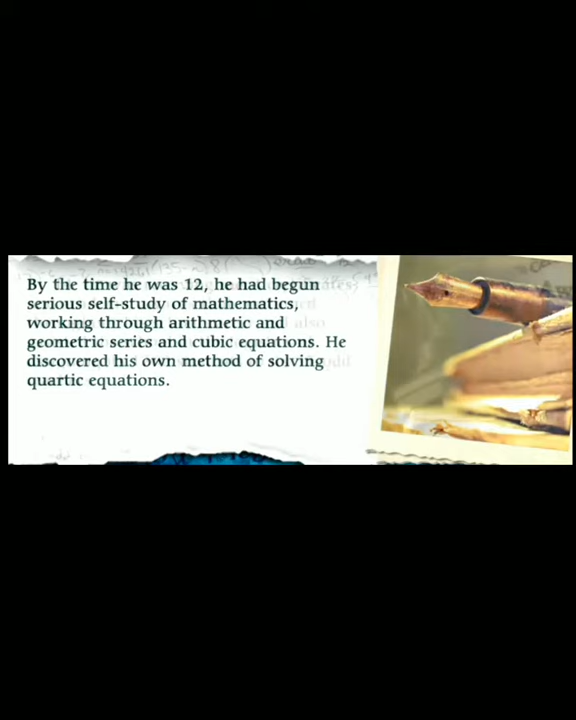 By the time he was 12, he had begun
serious self-study of mathematics,
working through arithmetic and
geometric series and cubic equations. He
discovered his own method of solving
quartic equations.